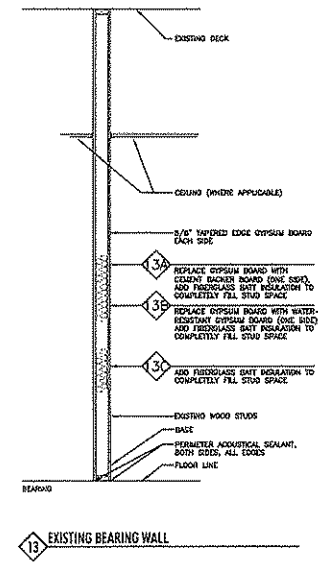 EXISTING DECK
CEILING (WHERE APPLICABLE)
5/8" TAPERED EDGE GYPSUM BOARD
EACH SIDE
13A
REPLACE GYPSUM BOARD WITH
CEMENT BACKER BOARD (ONE SIDE),
ADD FIBERGLASS BATT INSULATION TO
COMPLETELY FILL STUD SPACE
13B
REPLACE GYPSUM BOARD WITH WATER-
RESISTANT GYPSUM BOARD (ONE SIDE)
ADD FIBERGLASS BATT INSULATION TO
COMPLETELY FILL STUD SPACE
13C
ADD FIBERGLASS BATT INSULATION TO
COMPLETELY FILL STUD SPACE
EXISTING WOOD STUDS
BASE
PERIMETER ACOUSTICAL SEALANT,
BOTH SIDES, ALL EDGES
FLOOR LINE
BEARING
13 EXISTING BEARING WALL